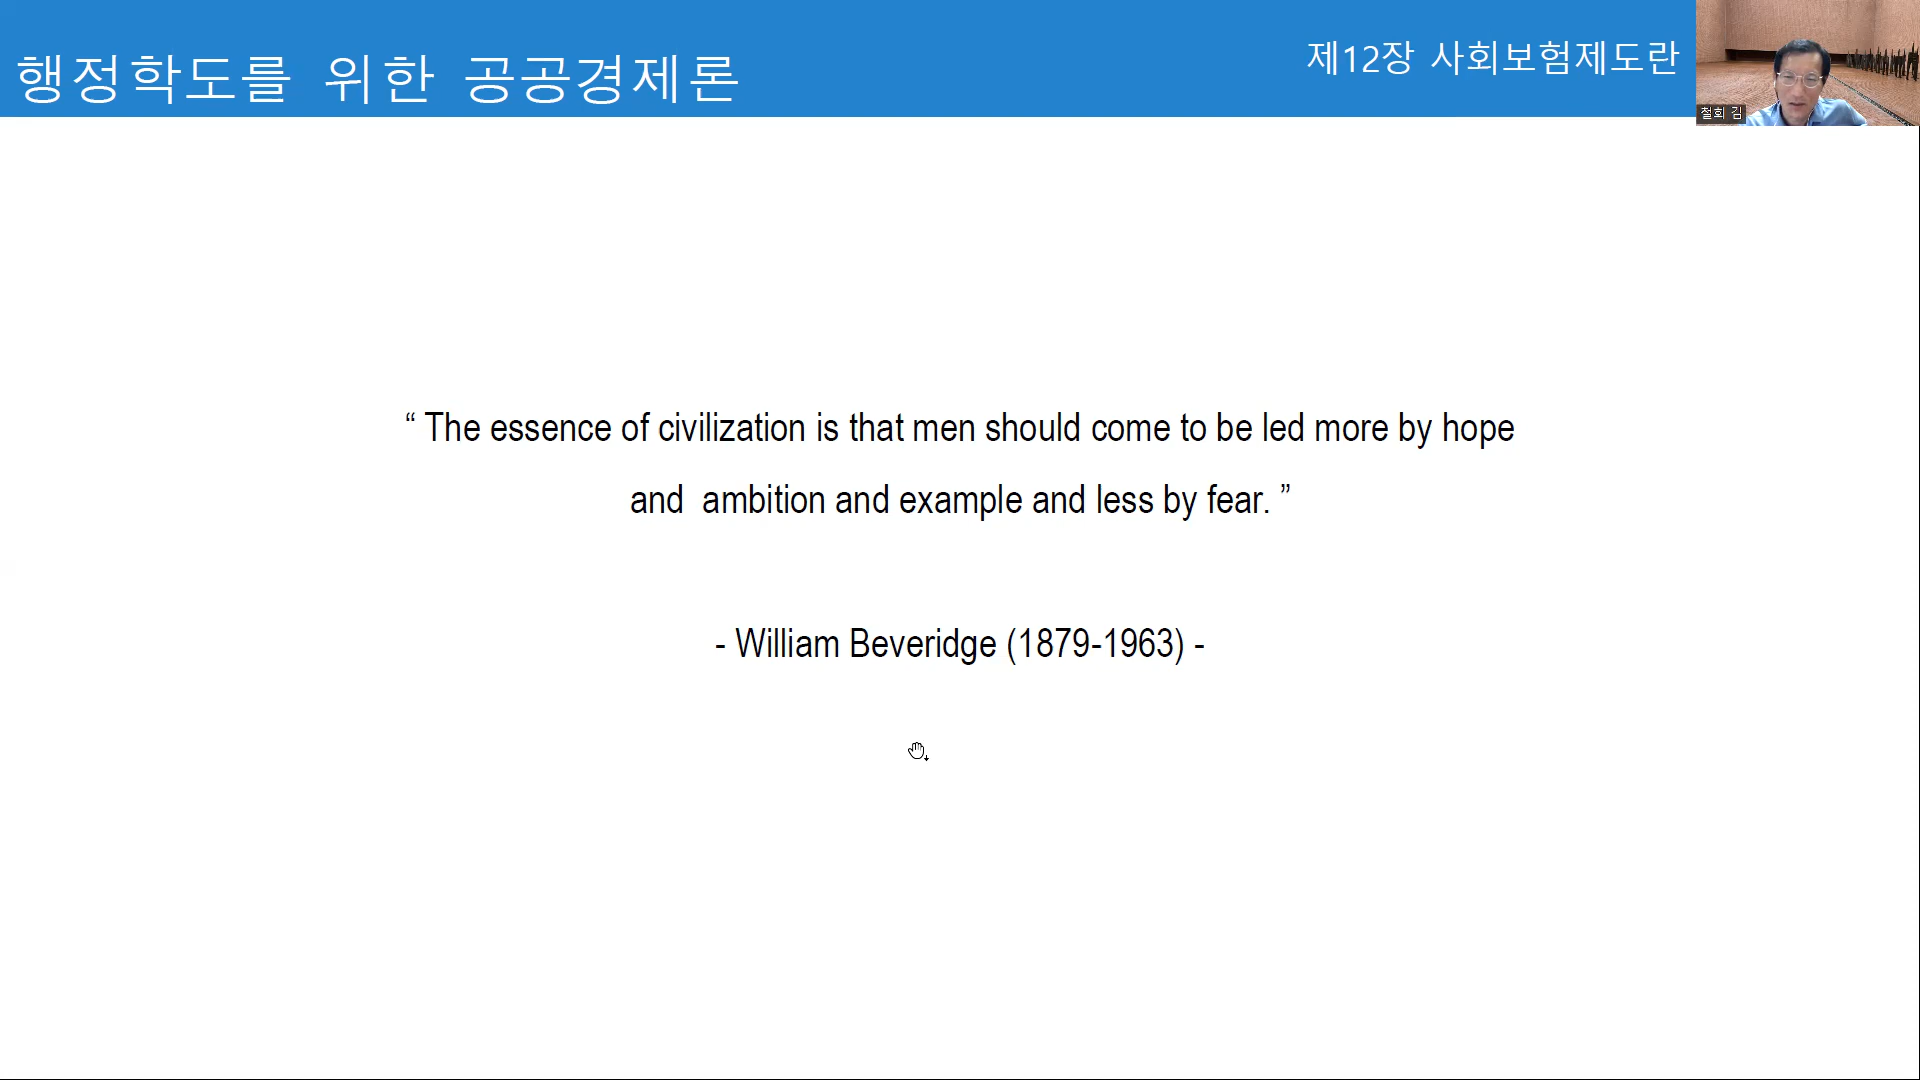 행정학도를 위한 공공경제론
제12장 사회보험제도란
철희 김
“ The essence of civilization is that men should come to be led more by hope
and  ambition and example and less by fear. ”
- William Beveridge (1879-1963) -